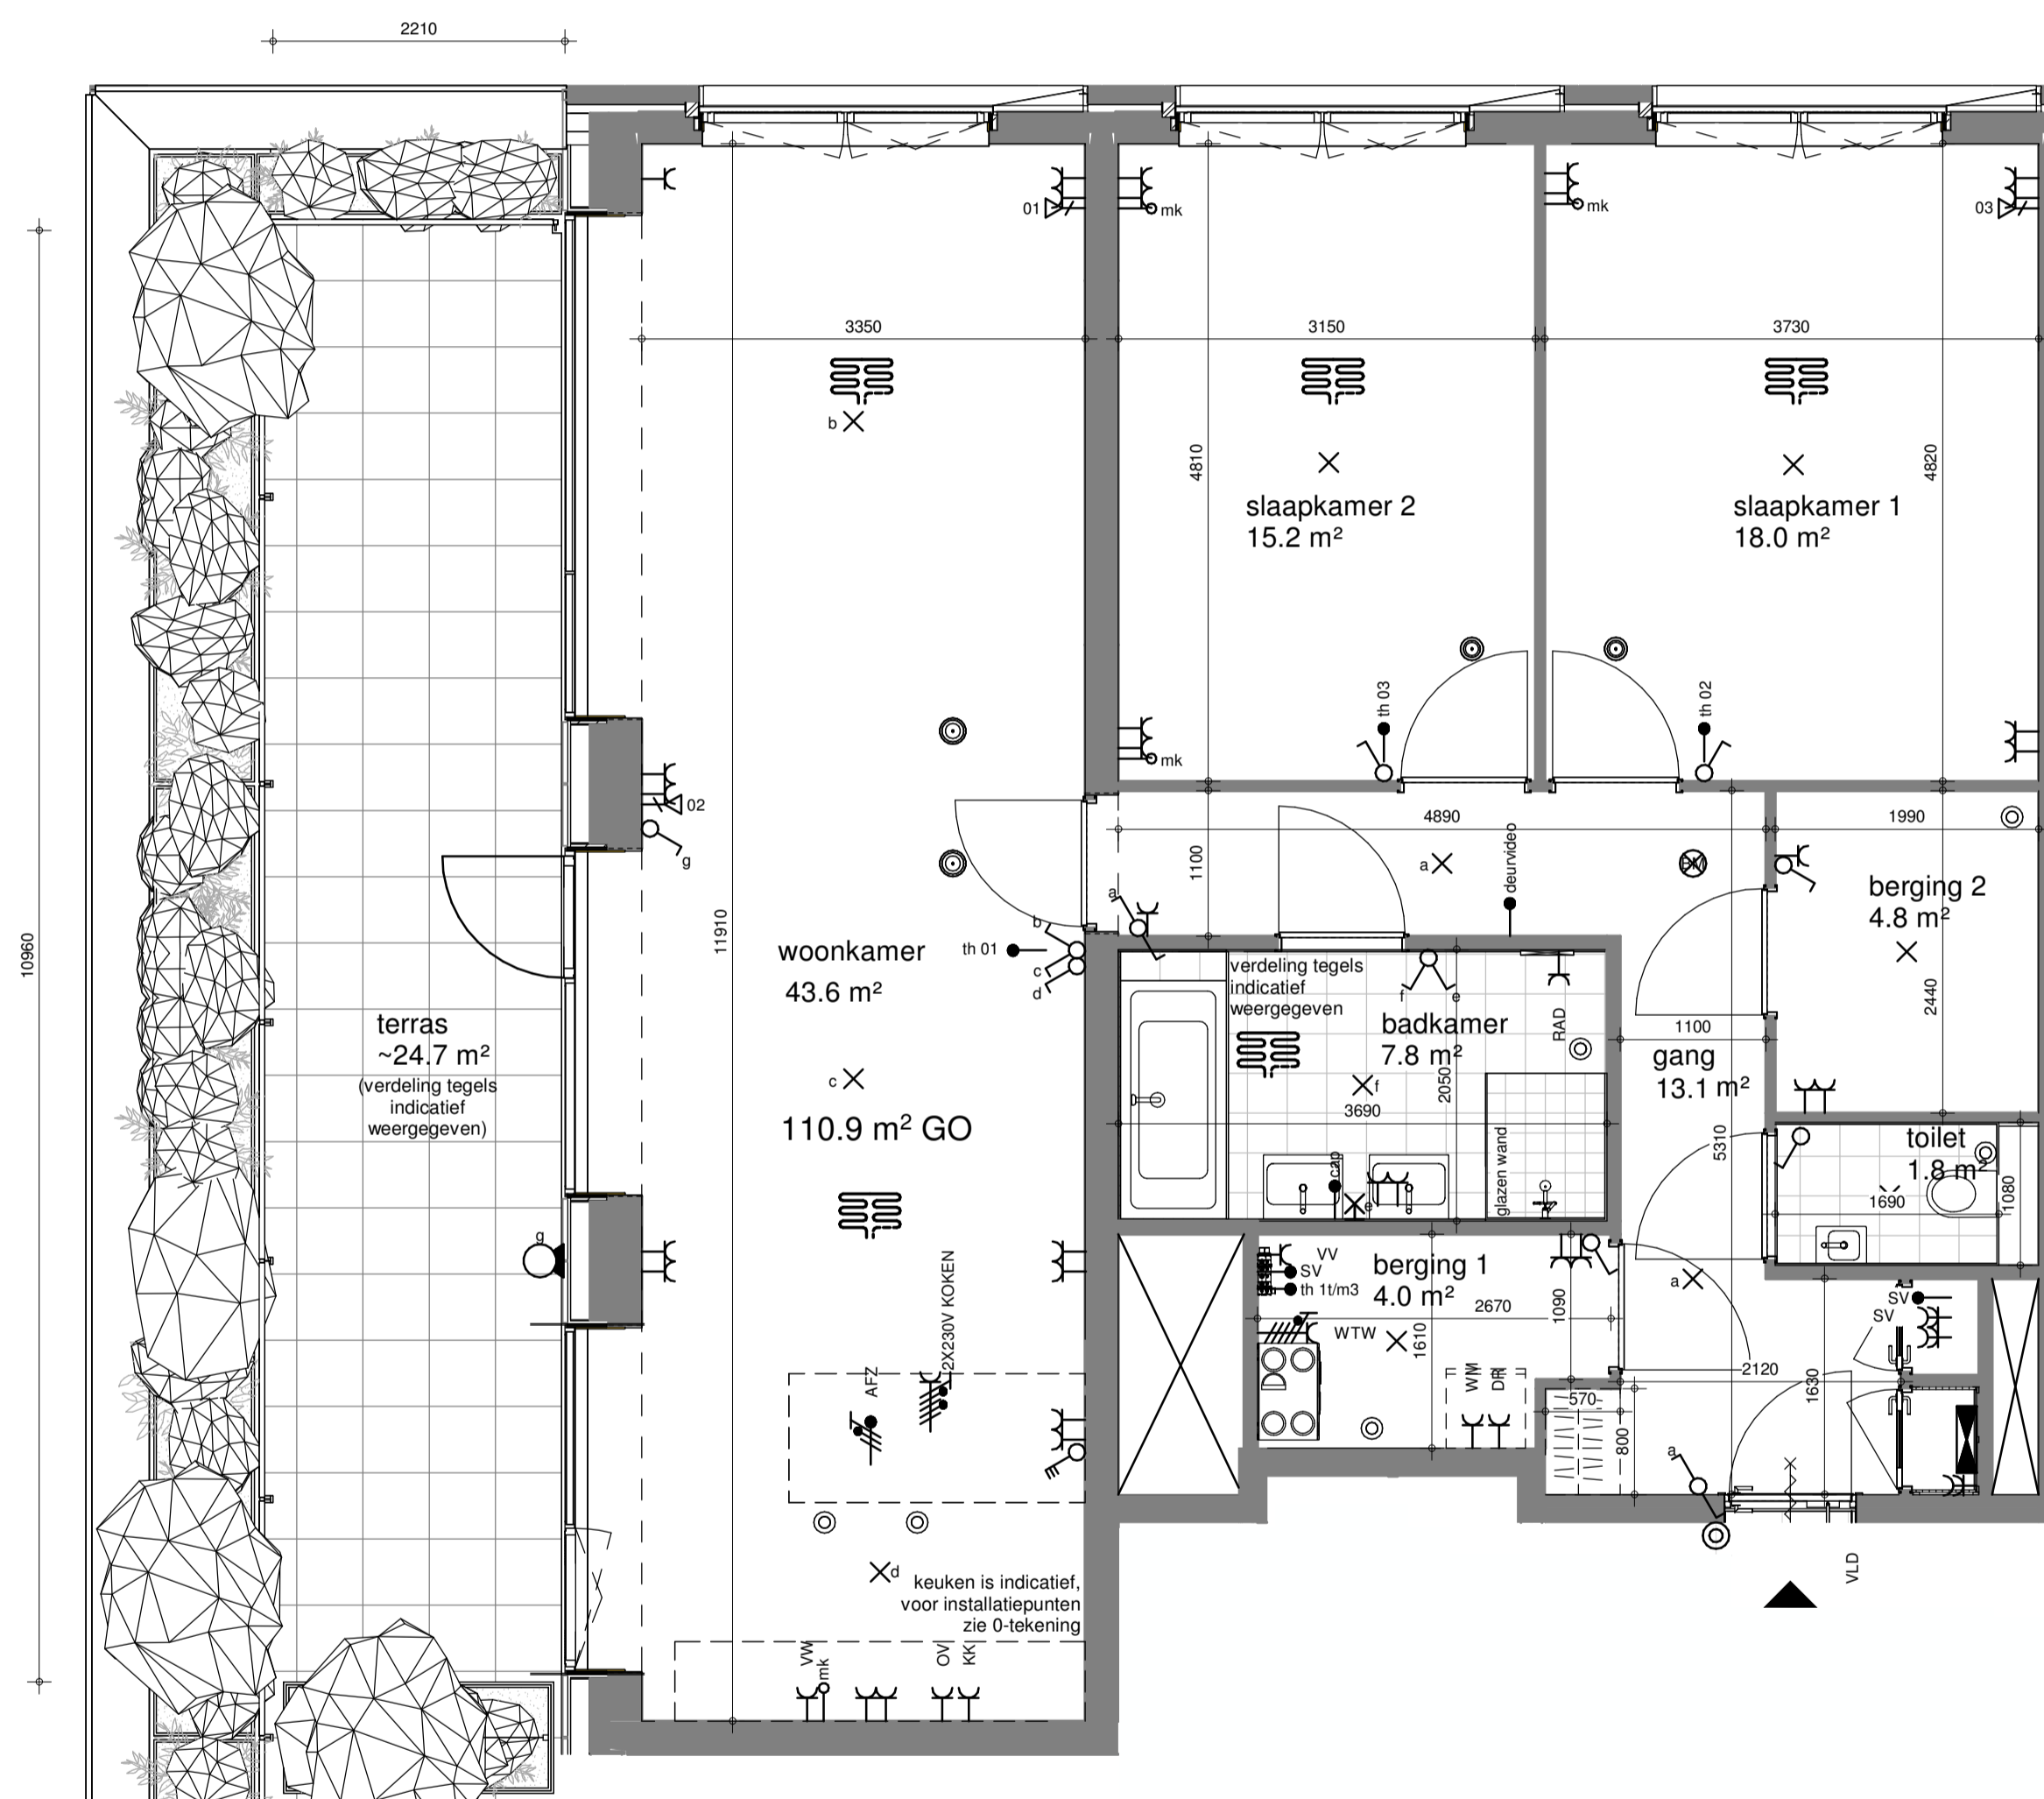 2210
01
mk
mk
03
3350
3150
3730
b
4810
4820
slaapkamer 2
15.2 m²
slaapkamer 1
18.0 m²
th 03
th 02
mk
02
g
4890
1990
1100
a
deurvideo
berging 2
4.8 m²
a
b
th 01
c
d
10960
11910
woonkamer
43.6 m²
verdeling tegels
indicatief
weergegeven
f
e
badkamer
7.8 m²
RAD
2440
1100
gang
13.1 m²
terras
~24.7 m²
(verdeling tegels
indicatief
weergegeven)
c
110.9 m² GO
f
2050
3690
5310
toilet
1.8 m²
1690
1080
cap
e
glazen wand
g
VV
SV
th 1t/m3
berging 1
4.0 m²
2670
1090
a
SV
SV
WTW
1610
2X230V KOKEN
AFZ
WM
DR
570
2120
1630
800
a
d
keuken is indicatief,
voor installatiepunten
zie 0-tekening
VLD
VW
mk
OV
KK